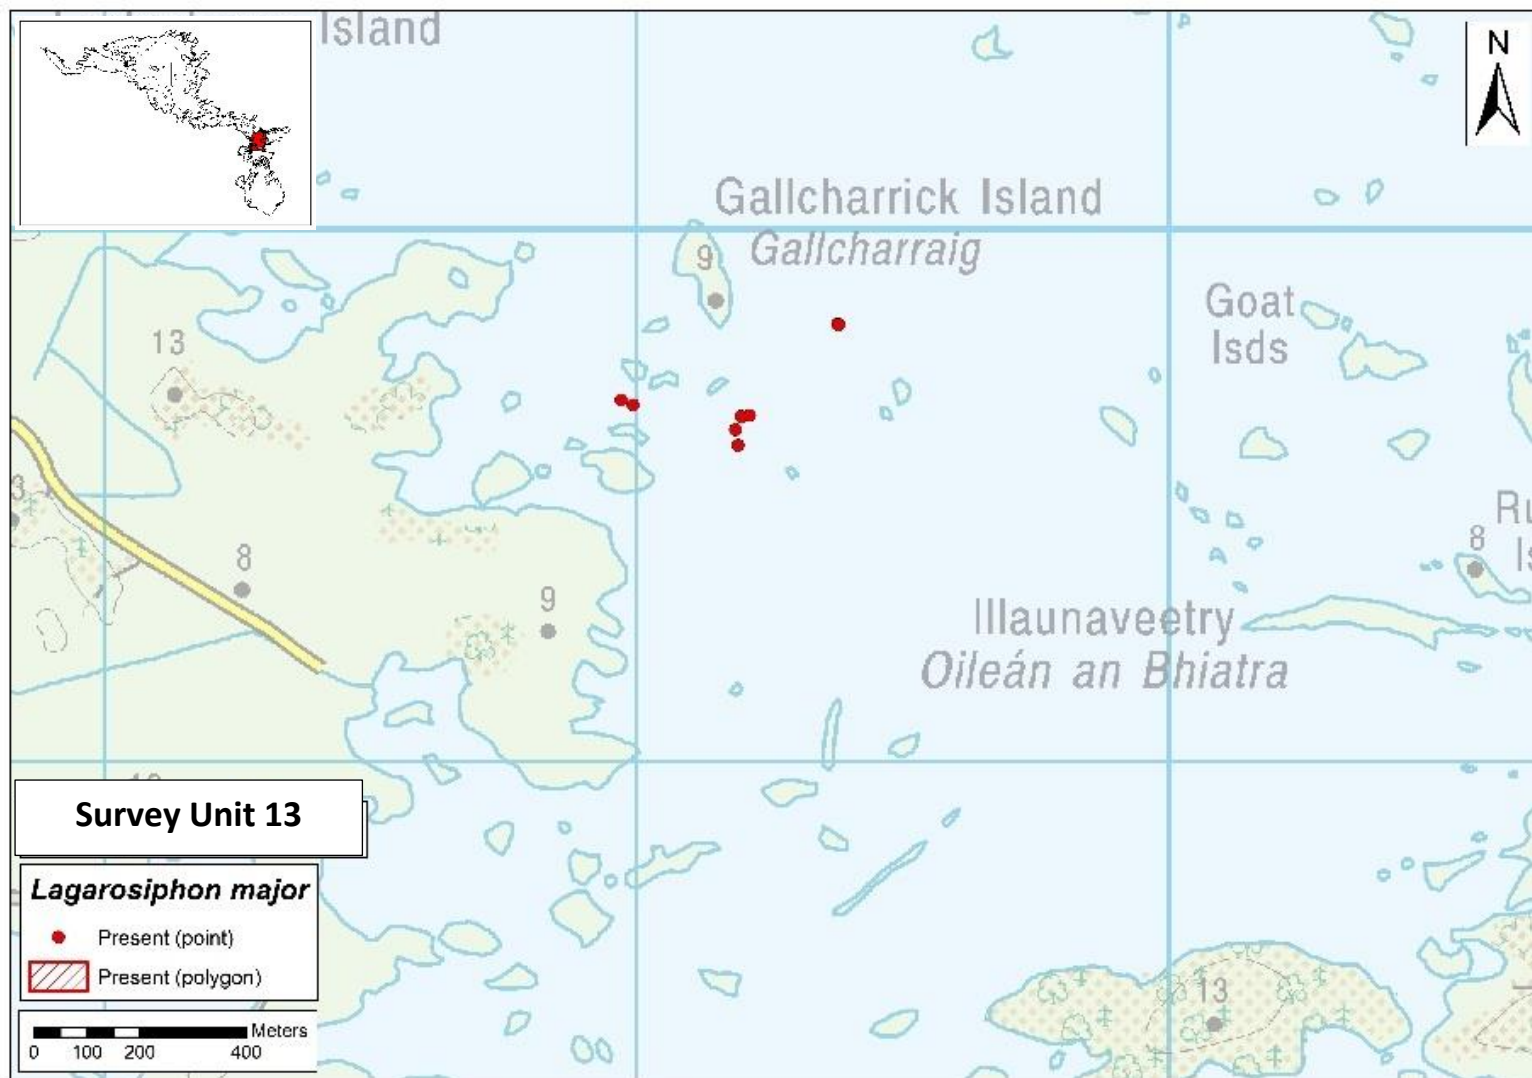 Island
N
Gallcharrick Island
Gallcharraig
9
Goat
Isds
13
8
8
9
Illaunaveetry
Oileán an Bhiatra
Survey Unit 13
Lagarosiphon major
Present (point)
Present (polygon)
13
Meters
0 100 200 400